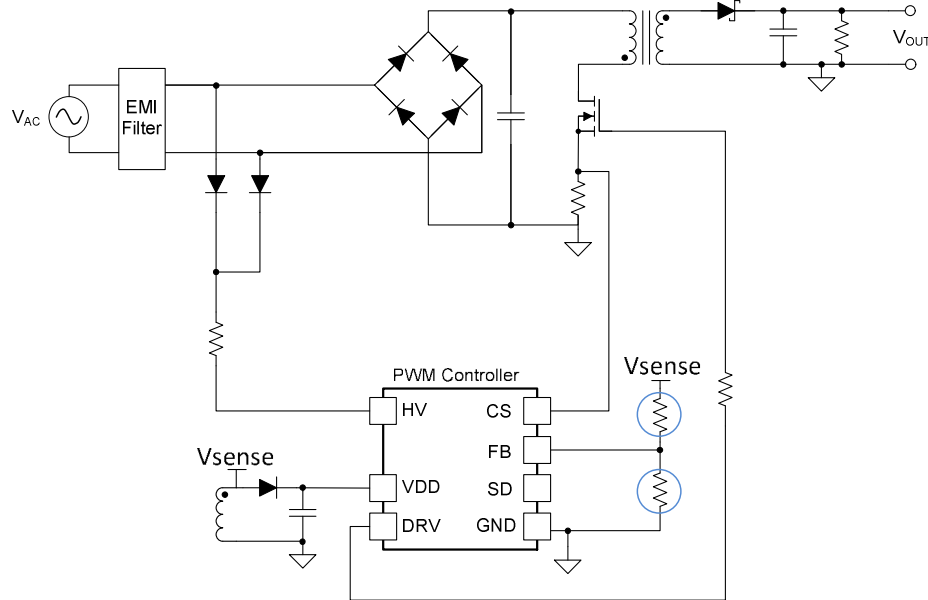 VAC
EMI
Filter
VOUT
PWM Controller
HV
CS
Vsense
FB
Vsense
VDD
SD
DRV
GND